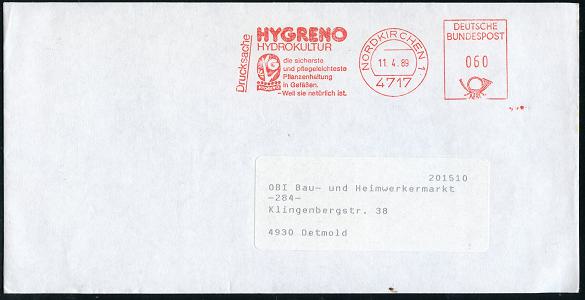 Drucksache
HYGRENO
HYDROKULTUR
die sicherste
und pflegeleichteste
Pflanzenhaltung
in Gefäßen.
-Weil sie natürlich ist.
NORDKIRCHEN 1
11. 4. 89
4717
DEUTSCHE
BUNDESPOST
060
201510
OBI Bau- und Heimwerkermarkt
-284-
Klingenbergstr. 38
4930 Detmold